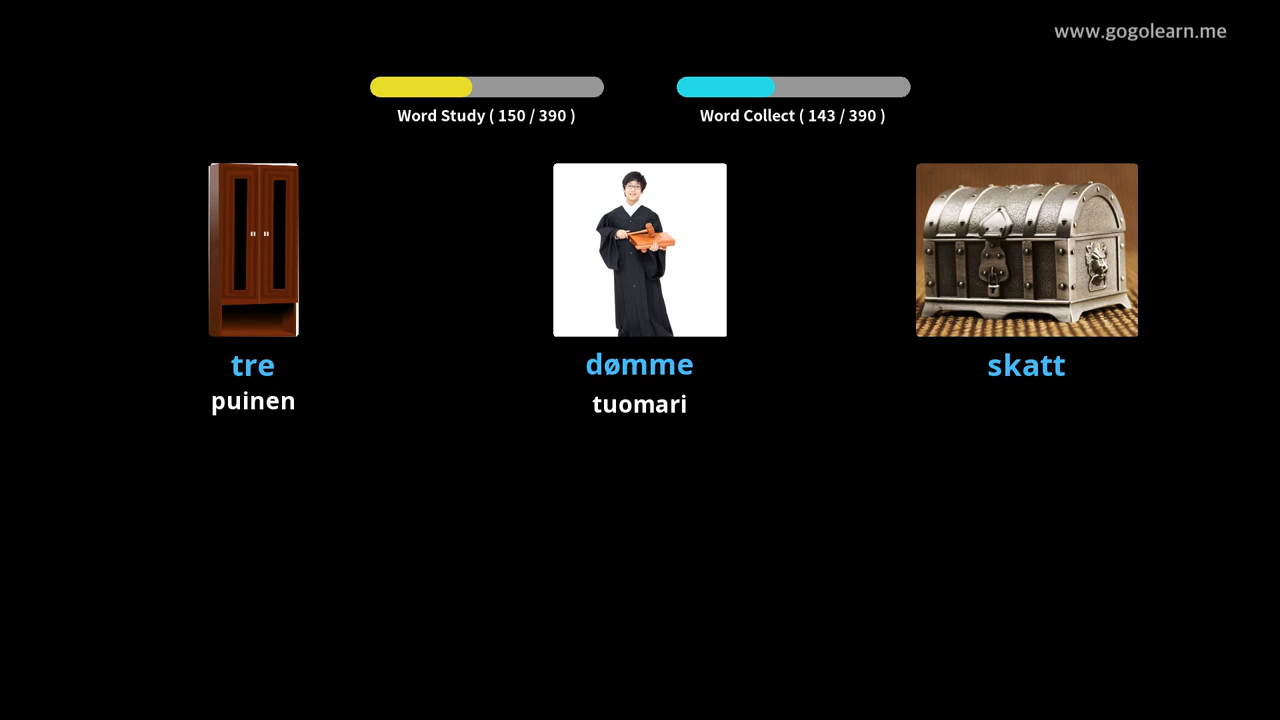 www.gogolearn.me
Word Study ( 150 / 390 )
Word Collect ( 143 / 390 )
tre
puinen
dømme
tuomari
skatt